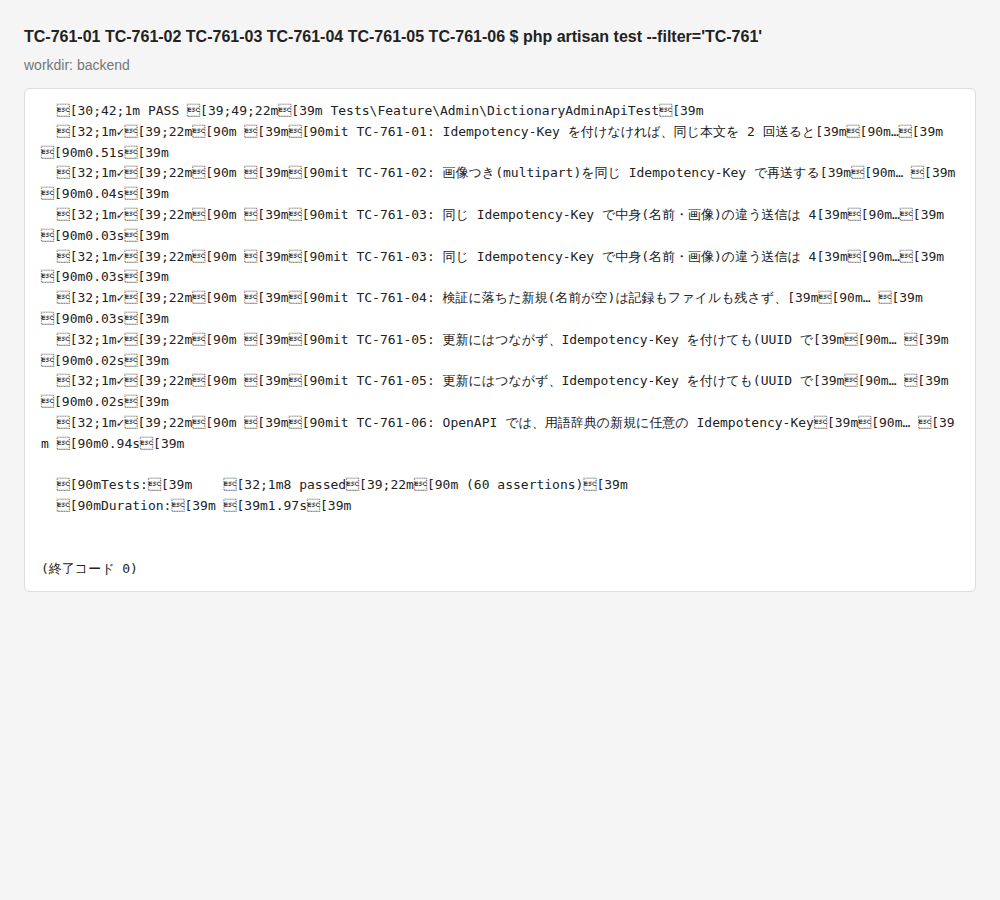 TC-761-01 TC-761-02 TC-761-03 TC-761-04 TC-761-05 TC-761-06 $ php artisan test --filter='TC-761'
workdir: backend
␛[30;42;1m PASS ␛[39;49;22m␛[39m Tests\Feature\Admin\DictionaryAdminApiTest␛[39m
␛[32;1m✓␛[39;22m␛[90m ␛[39m␛[90mit TC-761-01: Idempotency-Key を付けなければ、同じ本文を 2 回送ると[39m␛[90m…␛[39m
␛[90m0.51s␛[39m
␛[32;1m✓␛[39;22m␛[90m ␛[39m␛[90mit TC-761-02: 画像つき(multipart)を同じ Idempotency-Key で再送する[39m␛[90m… ␛[39m
␛[90m0.04s␛[39m
␛[32;1m✓␛[39;22m␛[90m ␛[39m␛[90mit TC-761-03: 同じ Idempotency-Key で中身(名前・画像)の違う送信は 4[39m␛[90m…␛[39m
␛[90m0.03s␛[39m
␛[32;1m✓␛[39;22m␛[90m ␛[39m␛[90mit TC-761-03: 同じ Idempotency-Key で中身(名前・画像)の違う送信は 4[39m␛[90m…␛[39m
␛[90m0.03s␛[39m
␛[32;1m✓␛[39;22m␛[90m ␛[39m␛[90mit TC-761-04: 検証に落ちた新規(名前が空)は記録もファイルも残さず、[39m␛[90m… ␛[39m
␛[90m0.03s␛[39m
␛[32;1m✓␛[39;22m␛[90m ␛[39m␛[90mit TC-761-05: 更新にはつながず、Idempotency-Key を付けても(UUID で[39m␛[90m… ␛[39m
␛[90m0.02s␛[39m
␛[32;1m✓␛[39;22m␛[90m ␛[39m␛[90mit TC-761-05: 更新にはつながず、Idempotency-Key を付けても(UUID で[39m␛[90m… ␛[39m
␛[90m0.02s␛[39m
␛[32;1m✓␛[39;22m␛[90m ␛[39m␛[90mit TC-761-06: OpenAPI では、用語辞典の新規に任意の Idempotency-Key␛[39m␛[90m… ␛[39
m ␛[90m0.94s␛[39m
␛[90mTests:␛[39m    ␛[32;1m8 passed␛[39;22m␛[90m (60 assertions)␛[39m
␛[90mDuration:␛[39m ␛[39m1.97s␛[39m
(終了コード 0)